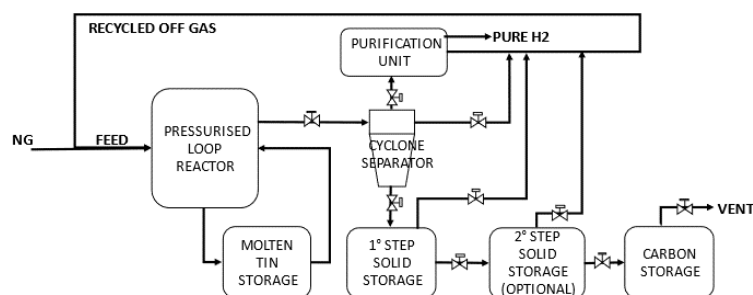 RECYCLED OFF GAS
PURE H2
PURIFICATION
UNIT
PRESSURISED
LOOP
REACTOR
NG
FEED
CYCLONE
SEPARATOR
VENT
MOLTEN
TIN
STORAGE
1° STEP
SOLID
STORAGE
2° STEP
SOLID
STORAGE
(OPTIONAL)
CARBON
STORAGE